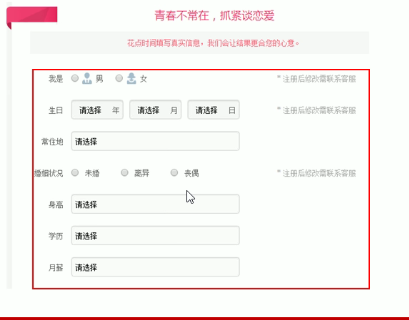 青春不常在，抓紧谈恋爱
花点时间填写真实信息，我们会让结果更合您的心意。
我是 男 女 *注册后修改需联系客服
生日 请选择 年 请选择 月 请选择 日 *注册后修改需联系客服
常住地 请选择
婚姻状况 未婚 离异 丧偶 *注册后修改需联系客服
身高 请选择
学历 请选择
月薪 请选择